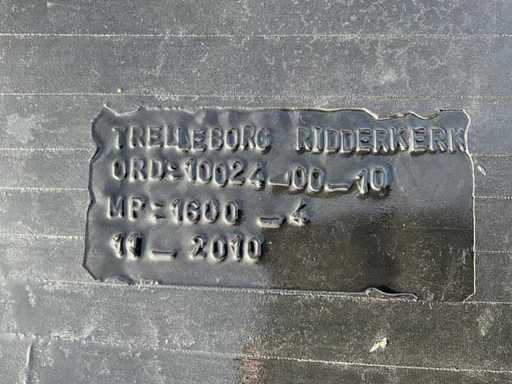 TRELLEBORG RIDDERKERK
ORD=10024-00-10
MP=1600-4
11-2010